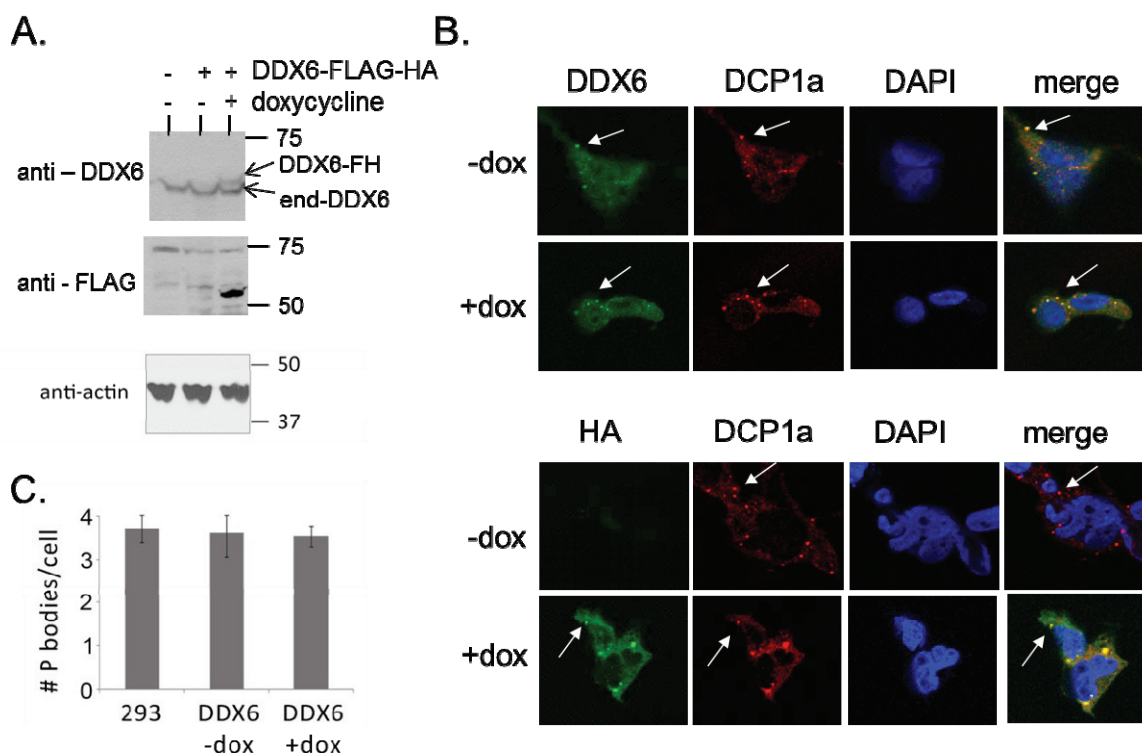 A.
- + + DDX6-FLAG-HA
- - + doxycycline
75
anti – DDX6
DDX6-FH
end-DDX6
75
anti - FLAG
50
50
anti-actin
37
C.
# P bodies/cell
4
3
2
1
0
293
DDX6 -dox
DDX6 +dox
B.
DDX6 DCP1a DAPI merge
-dox
+dox
HA DCP1a DAPI merge
-dox
+dox